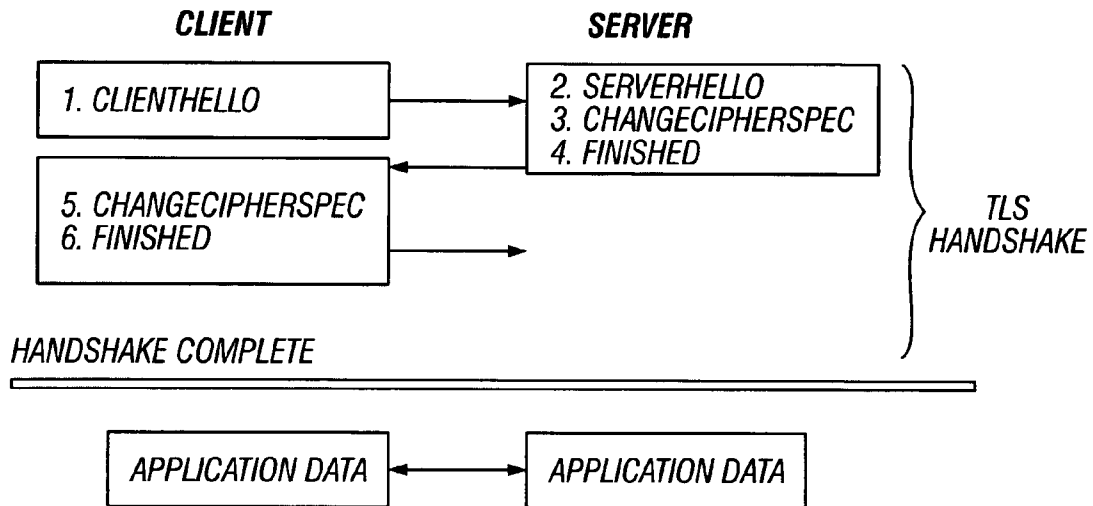 CLIENT
SERVER
1. CLIENTHELLO
2. SERVERHELLO
3. CHANGECIPHERSPEC
4. FINISHED
5. CHANGECIPHERSPEC
6. FINISHED
TLS
HANDSHAKE
HANDSHAKE COMPLETE
APPLICATION DATA
APPLICATION DATA